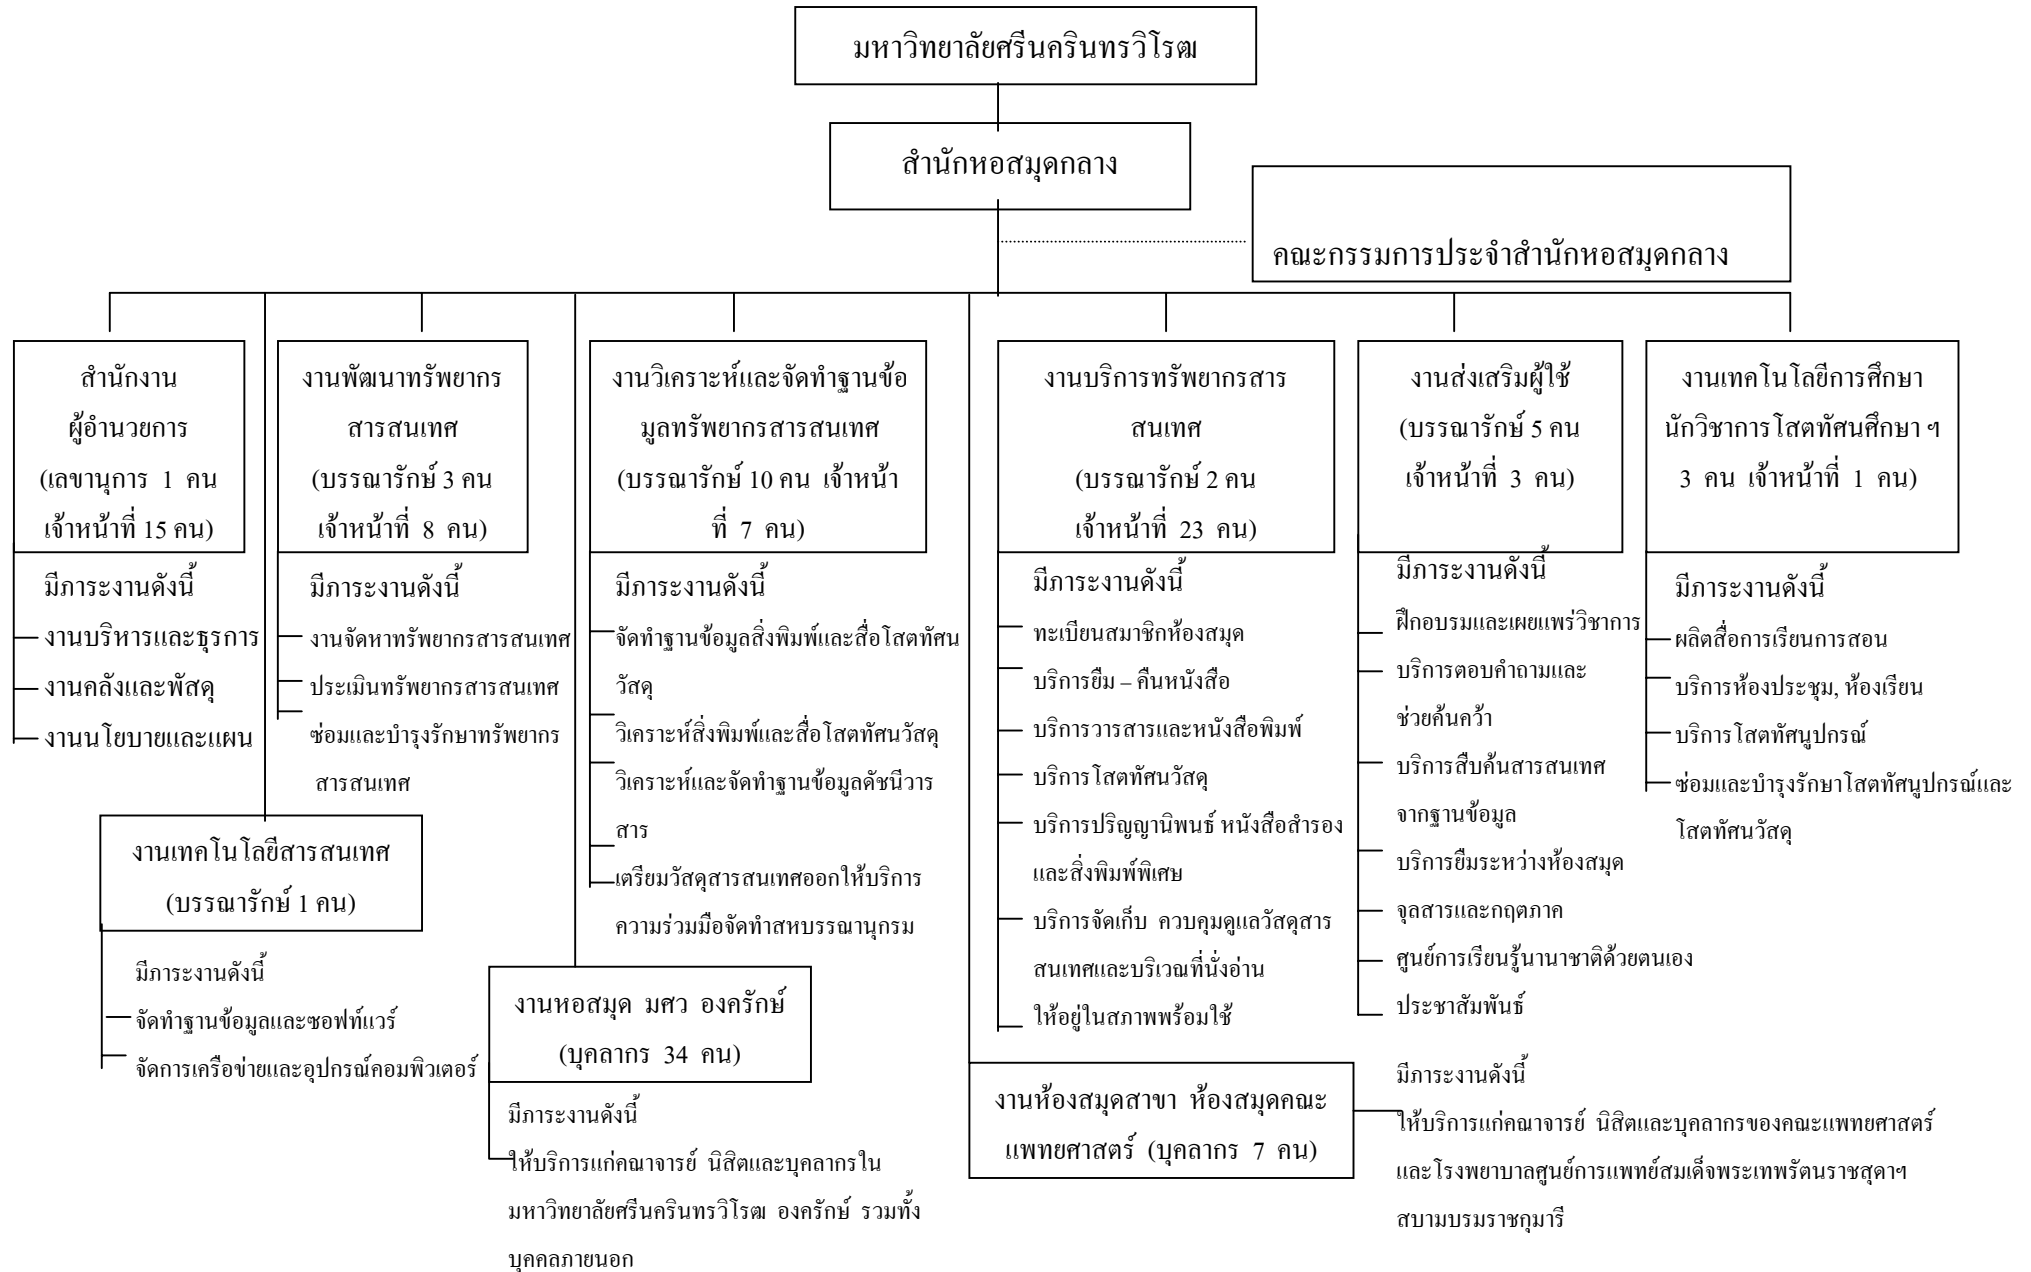 มหาวิทยาลัยศรีนครินทรวิโรฒ
สำนักหอสมุดกลาง
คณะกรรมการประจำสำนักหอสมุดกลาง
สำนักงาน
ผู้อำนวยการ
(เลขานุการ 1 คน
เจ้าหน้าที่ 15 คน)
มีภาระงานดังนี้
งานบริหารและธุรการ
งานคลังและพัสดุ
งานนโยบายและแผน
งานพัฒนาทรัพยากร
สารสนเทศ
(บรรณารักษ์ 3 คน
เจ้าหน้าที่ 8 คน)
มีภาระงานดังนี้
งานจัดหาทรัพยากรสารสนเทศ
ประเมินทรัพยากรสารสนเทศ
ซ่อมและบำรุงรักษาทรัพยากร
สารสนเทศ
งานวิเคราะห์และจัดทำฐานข้อ
มูลทรัพยากรสารสนเทศ
(บรรณารักษ์ 10 คน เจ้าหน้า
ที่ 7 คน)
มีภาระงานดังนี้
จัดทำฐานข้อมูลสิ่งพิมพ์และสื่อโสตทัศน
วัสดุ
วิเคราะห์สิ่งพิมพ์และสื่อโสตทัศนวัสดุ
วิเคราะห์และจัดทำฐานข้อมูลดัชนีวาร
สาร
เตรียมวัสดุสารสนเทศออกให้บริการ
ความร่วมมือจัดทำสหบรรณานุกรม
งานบริการทรัพยากรสาร
สนเทศ
(บรรณารักษ์ 2 คน
เจ้าหน้าที่ 23 คน)
มีภาระงานดังนี้
ทะเบียนสมาชิกห้องสมุด
บริการยืม – คืนหนังสือ
บริการวารสารและหนังสือพิมพ์
บริการโสตทัศนวัสดุ
บริการปริญญานิพนธ์ หนังสือสำรอง
และสิ่งพิมพ์พิเศษ
บริการจัดเก็บ ควบคุมดูแลวัสดุสาร
สนเทศและบริเวณที่นั่งอ่าน
ให้อยู่ในสภาพพร้อมใช้
งานส่งเสริมผู้ใช้
(บรรณารักษ์ 5 คน
เจ้าหน้าที่ 3 คน)
มีภาระงานดังนี้
ฝึกอบรมและเผยแพร่วิชาการ
บริการตอบคำถามและ
ช่วยค้นคว้า
บริการสืบค้นสารสนเทศ
จากฐานข้อมูล
บริการยืมระหว่างห้องสมุด
จุลสารและกฤตภาค
ศูนย์การเรียนรู้นานาชาติด้วยตนเอง
ประชาสัมพันธ์
งานเทคโนโลยีการศึกษา
นักวิชาการโสตทัศนศึกษา ฯ
3 คน เจ้าหน้าที่ 1 คน)
มีภาระงานดังนี้
ผลิตสื่อการเรียนการสอน
บริการห้องประชุม, ห้องเรียน
บริการโสตทัศนูปกรณ์
ซ่อมและบำรุงรักษาโสตทัศนูปกรณ์และ
โสตทัศนวัสดุ
งานเทคโนโลยีสารสนเทศ
(บรรณารักษ์ 1 คน)
มีภาระงานดังนี้
จัดทำฐานข้อมูลและซอฟท์แวร์
จัดการเครือข่ายและอุปกรณ์คอมพิวเตอร์
งานหอสมุด มศว องครักษ์
(บุคลากร 34 คน)
มีภาระงานดังนี้
ให้บริการแก่คณาจารย์ นิสิตและบุคลากรใน
มหาวิทยาลัยศรีนครินทรวิโรฒ องครักษ์ รวมทั้ง
บุคคลภายนอก
งานห้องสมุดสาขา ห้องสมุดคณะ
แพทยศาสตร์ (บุคลากร 7 คน)
มีภาระงานดังนี้
ให้บริการแก่คณาจารย์ นิสิตและบุคลากรของคณะแพทยศาสตร์
และโรงพยาบาลศูนย์การแพทย์สมเด็จพระเทพรัตนราชสุดาฯ
สบามบรมราชกุมารี